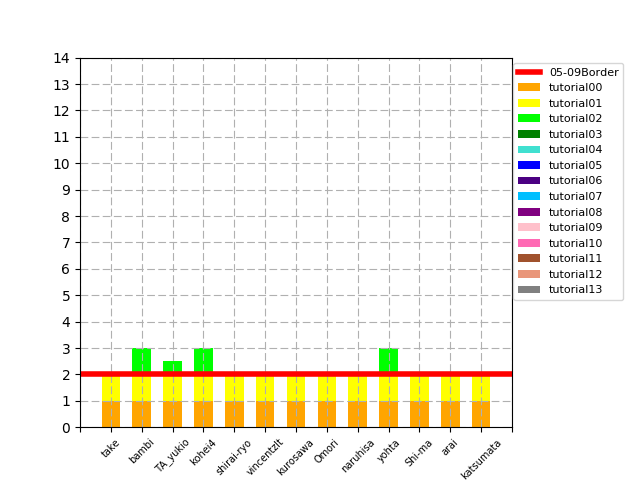 14
13
12
11
10
9
8
7
6
5
4
3
2
1
0
take
bambi
TA_yukio
kohei4
shirai-ryo
vincentzlt
kurosawa
Omori
naruhisa
yohta
Shi-ma
arai
katsumata
05-09Border
tutorial00
tutorial01
tutorial02
tutorial03
tutorial04
tutorial05
tutorial06
tutorial07
tutorial08
tutorial09
tutorial10
tutorial11
tutorial12
tutorial13